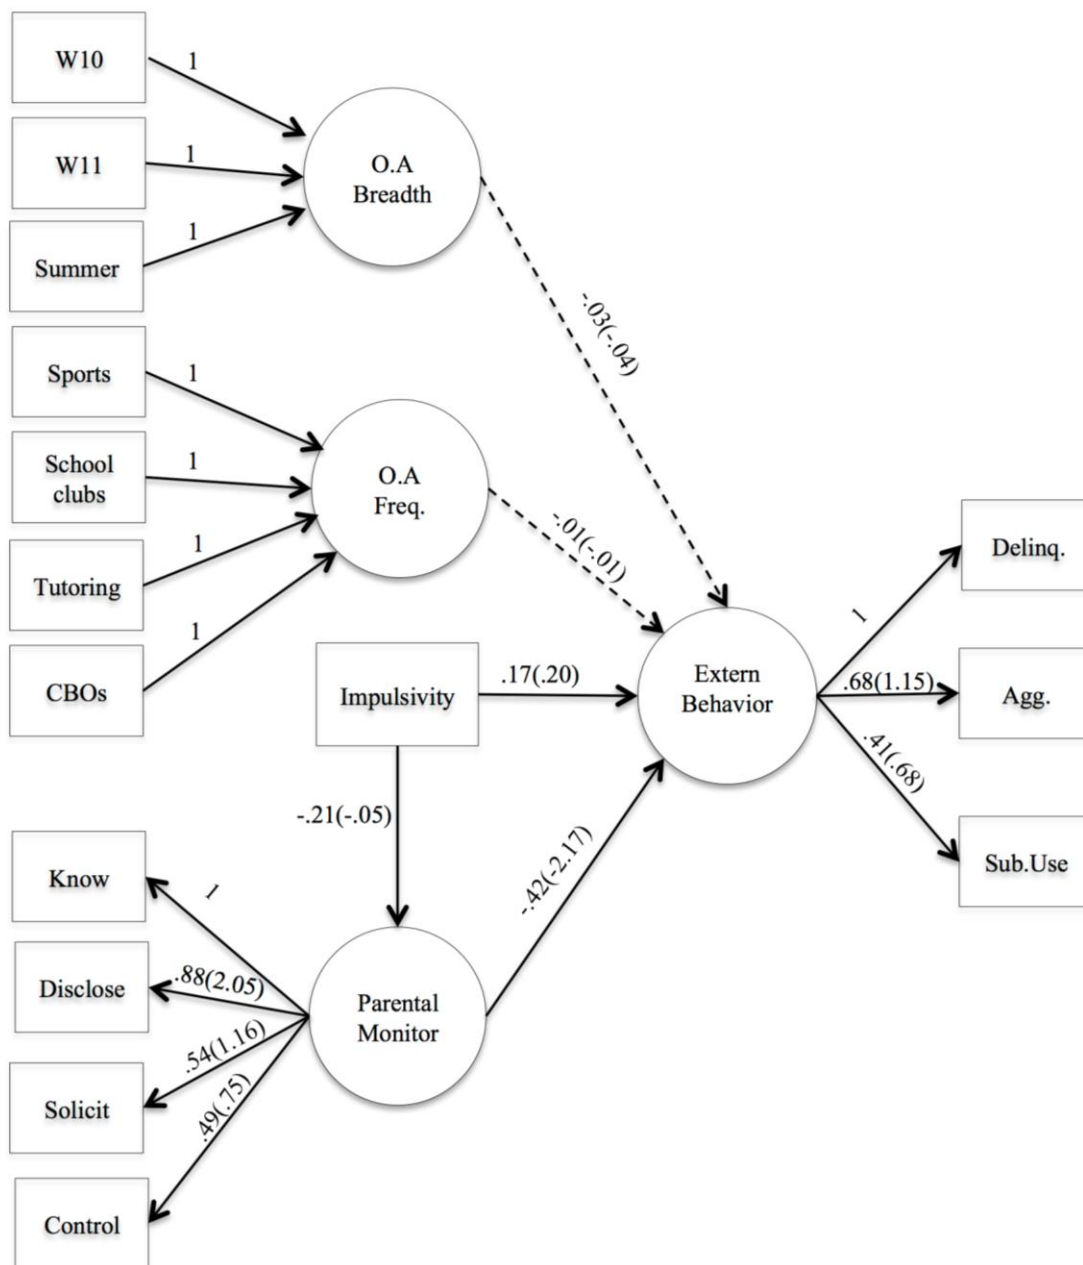 W10
1
W11
1
Summer
1
O.A
Breadth
-.03(-.04)
Sports
1
School
clubs
1
Tutoring
1
CBOs
1
O.A
Freq.
-.01(-.01)
Impulsivity
.17(.20)
-.21(-.05)
Extern
Behavior
1
Delinq.
.68(1.15)
Agg.
.41(.68)
Sub.Use
-.42(-2.17)
Know
1
Disclose
.88(2.05)
Solicit
.54(1.16)
Control
.49(.75)
Parental
Monitor